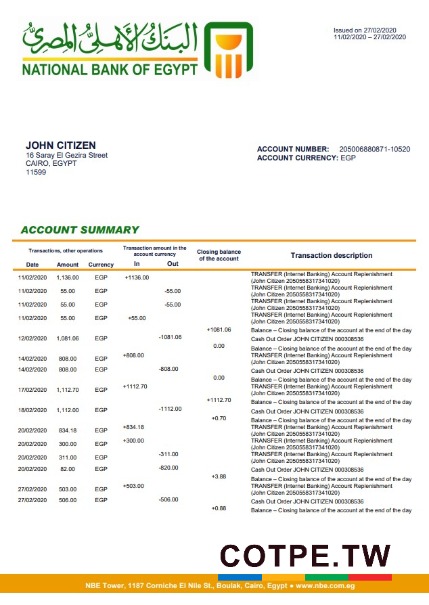 البنك الأهلي المصري
NATIONAL BANK OF EGYPT
Issued on 27/02/2020
11/02/2020 – 27/02/2020
JOHN CITIZEN
16 Saray El Gezira Street
CAIRO, EGYPT
11599
ACCOUNT NUMBER: 205006880871-10520
ACCOUNT CURRENCY: EGP
ACCOUNT SUMMARY
Transactions, other operations Transaction amount in the account currency Closing balance of the account Transaction description
Date Amount Currency In Out
11/02/2020 1,136.00 EGP +1136.00 TRANSFER (Internet Banking) Account Replenishment
(John Citizen 2050558317341020)
11/02/2020 55.00 EGP -55.00 TRANSFER (Internet Banking) Account Replenishment
(John Citizen 2050558317341020)
11/02/2020 55.00 EGP -55.00 TRANSFER (Internet Banking) Account Replenishment
(John Citizen 2050558317341020)
11/02/2020 55.00 EGP +55.00 TRANSFER (Internet Banking) Account Replenishment
(John Citizen 2050558317341020)
+1081.06 Balance – Closing balance of the account at the end of the day
12/02/2020 1,081.06 EGP -1081.06 Cash Out Order JOHN CITIZEN 000308536
0.00 Balance – Closing balance of the account at the end of the day
14/02/2020 808.00 EGP +808.00 TRANSFER (Internet Banking) Account Replenishment
(John Citizen 2050558317341020)
14/02/2020 808.00 EGP -808.00 Cash Out Order JOHN CITIZEN 000308536
0.00 Balance – Closing balance of the account at the end of the day
17/02/2020 1,112.70 EGP +1112.70 TRANSFER (Internet Banking) Account Replenishment
(John Citizen 2050558317341020)
+1112.70 Balance – Closing balance of the account at the end of the day
18/02/2020 1,112.00 EGP -1112.00 Cash Out Order JOHN CITIZEN 000308536
+0.70 Balance – Closing balance of the account at the end of the day
20/02/2020 834.18 EGP +834.18 TRANSFER (Internet Banking) Account Replenishment
(John Citizen 2050558317341020)
20/02/2020 300.00 EGP +300.00 TRANSFER (Internet Banking) Account Replenishment
(John Citizen 2050558317341020)
20/02/2020 311.00 EGP -311.00 TRANSFER (Internet Banking) Account Replenishment
(John Citizen 2050558317341020)
20/02/2020 82.00 EGP -820.00 Cash Out Order JOHN CITIZEN 000308536
+3.88 Balance – Closing balance of the account at the end of the day
27/02/2020 503.00 EGP +503.00 TRANSFER (Internet Banking) Account Replenishment
(John Citizen 2050558317341020)
27/02/2020 506.00 EGP -506.00 Cash Out Order JOHN CITIZEN 000308536
+0.88 Balance – Closing balance of the account at the end of the day
COTPE.TW
NBE Tower, 1187 Corniche El Nile St., Boulak, Cairo, Egypt ● www.nbe.com.eg